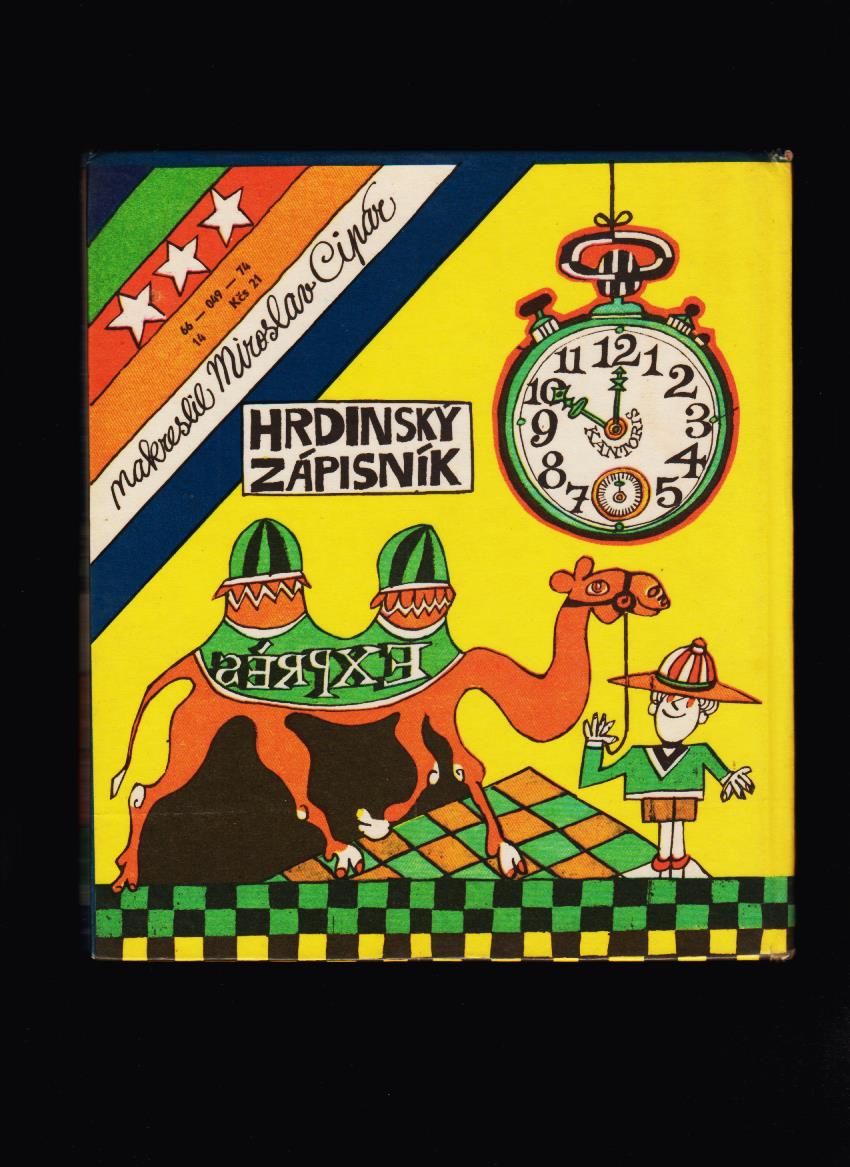 66 — 049 — 74
14 Kčs 21
nakreslil Miroslav Cipár
HRDINSKÝ
ZÁPISNÍK
11 12 1
10 2
9 3
8 4
7 5
KANTORIS
EXPRÉS